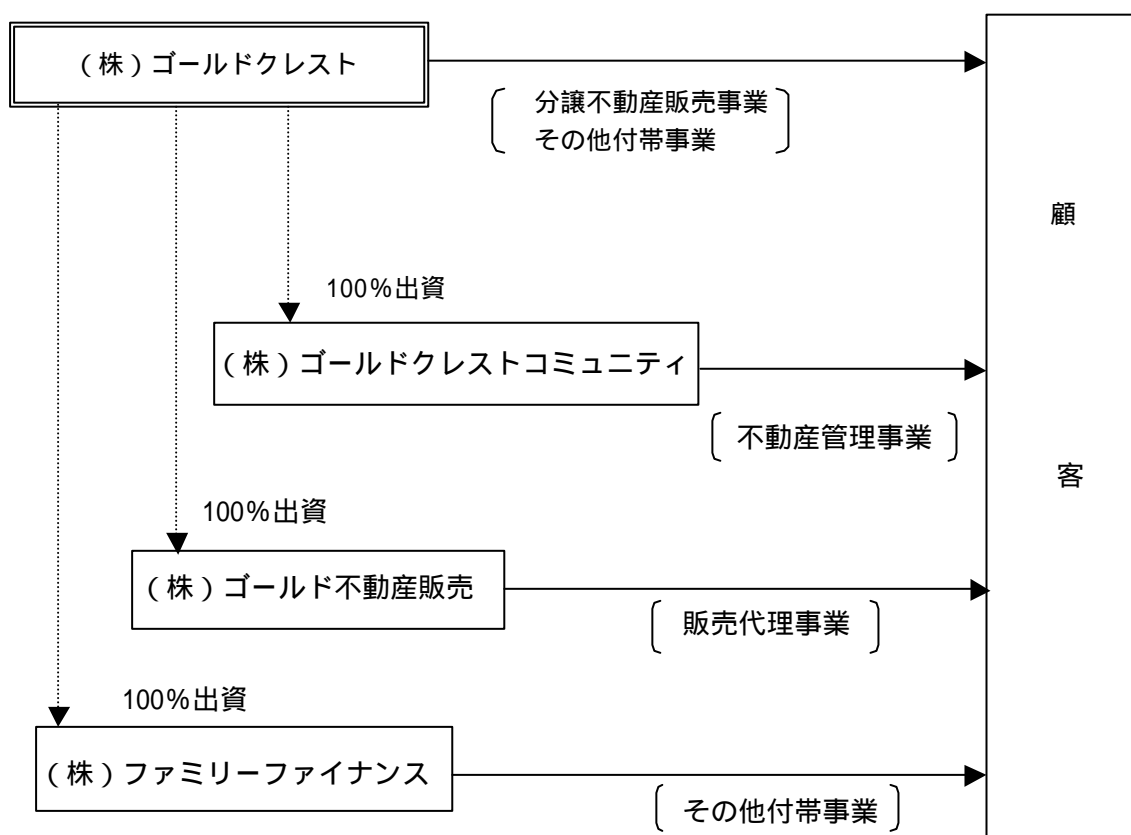 （株）ゴールドクレスト
分譲不動産販売事業
その他付帯事業
顧
100%出資
（株）ゴールドクレストコミュニティ
不動産管理事業
客
100%出資
（株）ゴールド不動産販売
販売代理事業
100%出資
（株）ファミリーファイナンス
その他付帯事業